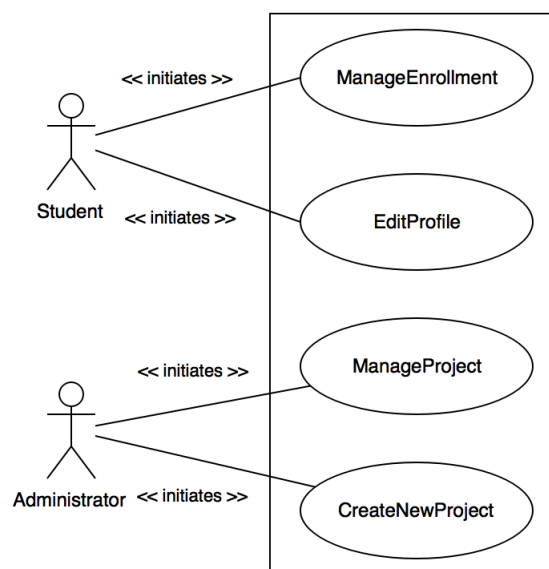 << initiates >>
ManageEnrollment
Student
<< initiates >>
EditProfile
<< initiates >>
ManageProject
Administrator
<< initiates >>
CreateNewProject